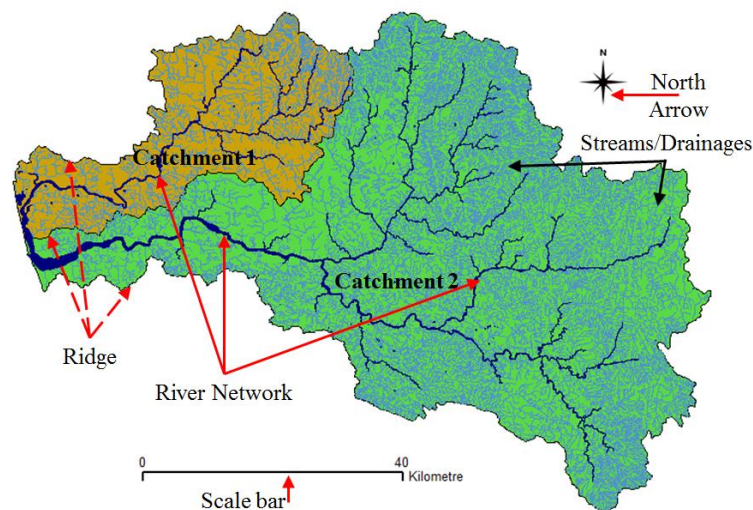 N
North
Arrow
Streams/Drainages
Catchment 1
Catchment 2
Ridge
River Network
0
40
Kilometre
Scale bar